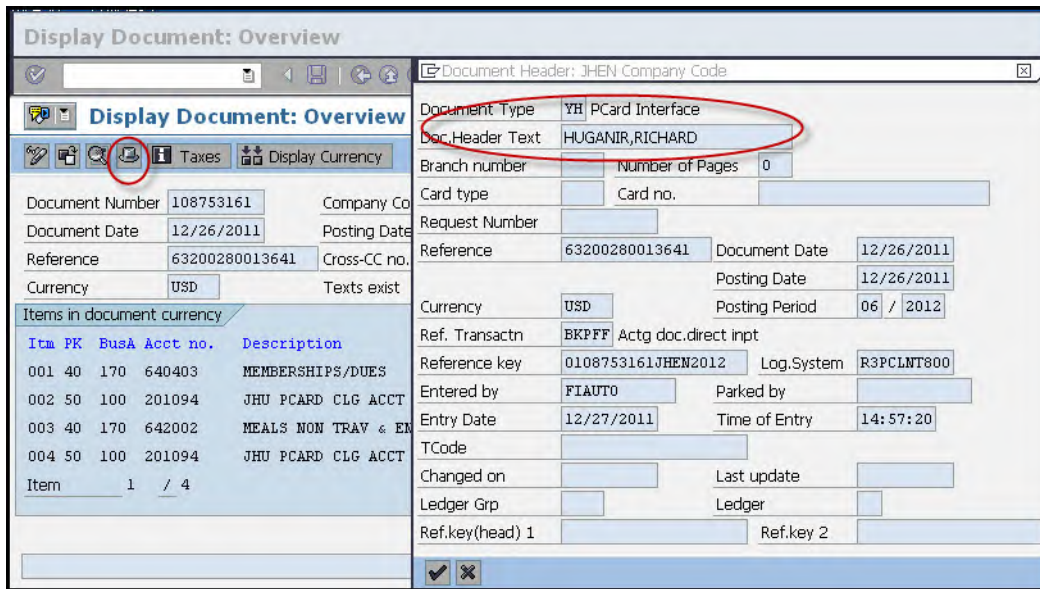 Display Document: Overview
Display Document: Overview
Taxes Display Currency
Document Number 108753161 Company Co
Document Date 12/26/2011 Posting Date
Reference 63200280013641 Cross-CC no.
Currency USD Texts exist
Items in document currency
Itm PK BusA Acct no. Description
001 40 170 640403 MEMBERSHIPS/DUES
002 50 100 201094 JHU PCARD CLG ACCT
003 40 170 642002 MEALS NON TRAV & EN
004 50 100 201094 JHU PCARD CLG ACCT
Item 1 / 4
Document Header: JHEN Company Code
Document Type YH PCard Interface
Doc.Header Text HUGANIR,RICHARD
Branch number Number of Pages 0
Card type Card no.
Request Number
Reference 63200280013641 Document Date 12/26/2011
Posting Date 12/26/2011
Currency USD Posting Period 06 / 2012
Ref. Transactn BKPFF Actg doc.direct inpt
Reference key 0108753161JHEN2012 Log.System R3PCLNT800
Entered by FIAUTO Parked by
Entry Date 12/27/2011 Time of Entry 14:57:20
TCode
Changed on Last update
Ledger Grp Ledger
Ref.key(head) 1 Ref.key 2